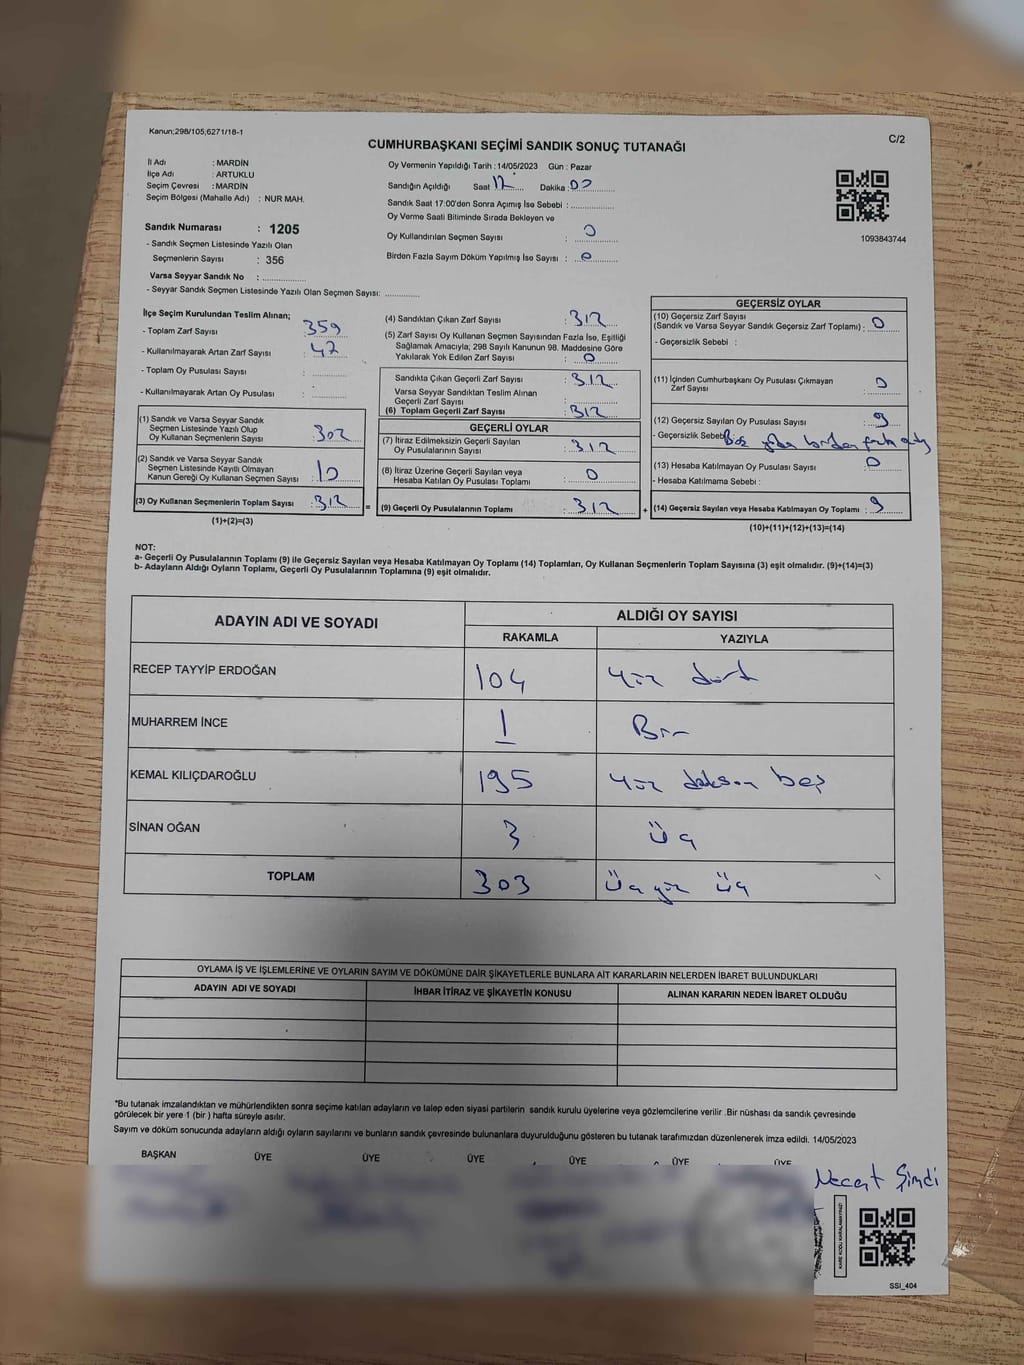 Kanun;298/105;6271/18-1
C/2
CUMHURBAŞKANI SEÇİMİ SANDIK SONUÇ TUTANAĞI
İl Adı : MARDİN
İlçe Adı : ARTUKLU
Seçim Çevresi : MARDİN
Seçim Bölgesi (Mahalle Adı) : NUR MAH.
Sandık Numarası : 1205
- Sandık Seçmen Listesinde Yazılı Olan
Seçmenlerin Sayısı : 356
Varsa Seyyar Sandık No : ..............
- Seyyar Sandık Seçmen Listesinde Yazılı Olan Seçmen Sayısı: ..............
Oy Vermenin Yapıldığı Tarih : 14/05/2023 Gün : Pazar
Sandığın Açıldığı Saat 17 Dakika : 00
Sandık Saat 17:00'den Sonra Açımış İse Sebebi : ..............
Oy Verme Saati Bitiminde Sırada Bekleyen ve
Oy Kullandırılan Seçmen Sayısı : 0
Birden Fazla Sayım Döküm Yapılmış İse Sayısı : 0
1093843744
İlçe Seçim Kurulundan Teslim Alınan;
- Toplam Zarf Sayısı : 359
- Kullanılmayarak Artan Zarf Sayısı : 47
- Toplam Oy Pusulası Sayısı : ..............
- Kullanılmayarak Artan Oy Pusulası : ..............
(1) Sandık ve Varsa Seyyar Sandık
Seçmen Listesinde Yazılı Olup
Oy Kullanan Seçmenlerin Sayısı : 302
(2) Sandık ve Varsa Seyyar Sandık
Seçmen Listesinde Kayıtlı Olmayan
Kanun Gereği Oy Kullanan Seçmen Sayısı : 10
(3) Oy Kullanan Seçmenlerin Toplam Sayısı : 312
(1)+(2)=(3)
(4) Sandıktan Çıkan Zarf Sayısı : 312
(5) Zarf Sayısı Oy Kullanan Seçmen Sayısından Fazla İse, Eşitliği
Sağlamak Amacıyla; 298 Sayılı Kanunun 98. Maddesine Göre
Yakılarak Yok Edilen Zarf Sayısı : 0
Sandıkta Çıkan Geçerli Zarf Sayısı : 312
Varsa Seyyar Sandıktan Teslim Alınan
Geçerli Zarf Sayısı :
(6) Toplam Geçerli Zarf Sayısı : 312
GEÇERLİ OYLAR
(7) İtiraz Edilmeksizin Geçerli Sayılan
Oy Pusulalarının Sayısı : 312
(8) İtiraz Üzerine Geçerli Sayılan veya
Hesaba Katılan Oy Pusulası Toplamı : 0
= (9) Geçerli Oy Pusulalarının Toplamı : 312
GEÇERSİZ OYLAR
(10) Geçersiz Zarf Sayısı
(Sandık ve Varsa Seyyar Sandık Geçersiz Zarf Toplamı) : 0
- Geçersizlik Sebebi :
(11) İçinden Cumhurbaşkanı Oy Pusulası Çıkmayan
Zarf Sayısı : 0
(12) Geçersiz Sayılan Oy Pusulası Sayısı : 9
- Geçersizlik Sebebi
(13) Hesaba Katılmayan Oy Pusulası Sayısı : 0
- Hesaba Katılmama Sebebi :
+ (14) Geçersiz Sayılan veya Hesaba Katılmayan Oy Toplamı : 9
(10)+(11)+(12)+(13)=(14)
NOT:
a- Geçerli Oy Pusulalarının Toplamı (9) ile Geçersiz Sayılan veya Hesaba Katılmayan Oy Toplamı (14) Toplamları, Oy Kullanan Seçmenlerin Toplam Sayısına (3) eşit olmalıdır. (9)+(14)=(3)
b- Adayların Aldığı Oyların Toplamı, Geçerli Oy Pusulalarının Toplamına (9) eşit olmalıdır.
ADAYIN ADI VE SOYADI ALDIĞI OY SAYISI
RAKAMLA YAZIYLA
RECEP TAYYİP ERDOĞAN 104 Yüz dört
MUHARREM İNCE 1 Bir
KEMAL KILIÇDAROĞLU 195 Yüz doksan beş
SİNAN OĞAN 3 Üç
TOPLAM 303 Üçyüz üç
OYLAMA İŞ VE İŞLEMLERİNE VE OYLARIN SAYIM VE DÖKÜMÜNE DAİR ŞİKAYETLERLE BUNLARA AİT KARARLARIN NELERDEN İBARET BULUNDUKLARI
ADAYIN ADI VE SOYADI İHBAR İTİRAZ VE ŞİKAYETİN KONUSU ALINAN KARARIN NEDEN İBARET OLDUĞU
*Bu tutanak imzalandıktan ve mühürlendikten sonra seçime katılan adayların ve talep eden siyasi partilerin sandık kurulu üyelerine veya gözlemcilerine verilir .Bir nüshası da sandık çevresinde
görülecek bir yere 1 (bir ) hafta süreyle asılır.
Sayım ve döküm sonucunda adayların aldığı oyların sayılarını ve bunların sandık çevresinde bulunanlara duyurulduğunu gösteren bu tutanak tarafımızdan düzenlenerek imza edildi. 14/05/2023
BAŞKAN ÜYE ÜYE ÜYE ÜYE ÜYE ÜYE
Necat Şimdi
KARE KODU KARALAMAYINIZ!
SSI_404